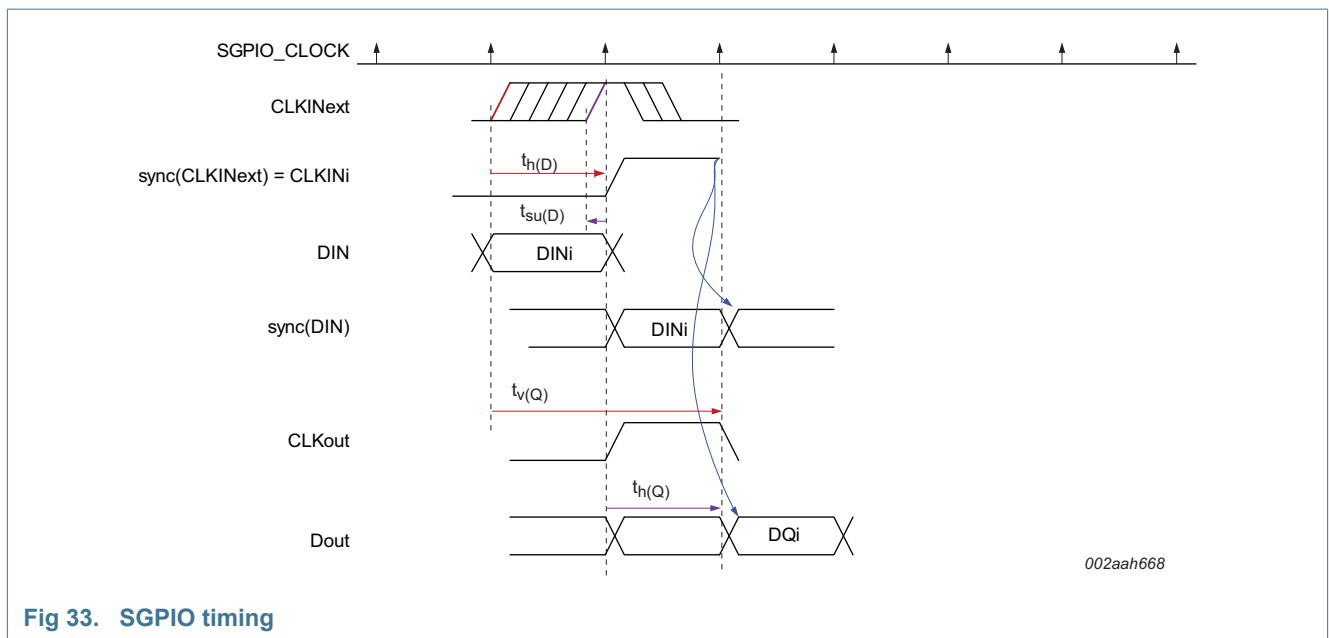 SGPIO_CLOCK
CLKINext
sync(CLKINext) = CLKINi
th(D)
tsu(D)
DIN
DINi
sync(DIN)
DINi
tv(Q)
CLKout
th(Q)
Dout
DQi
002aah668
Fig 33. SGPIO timing